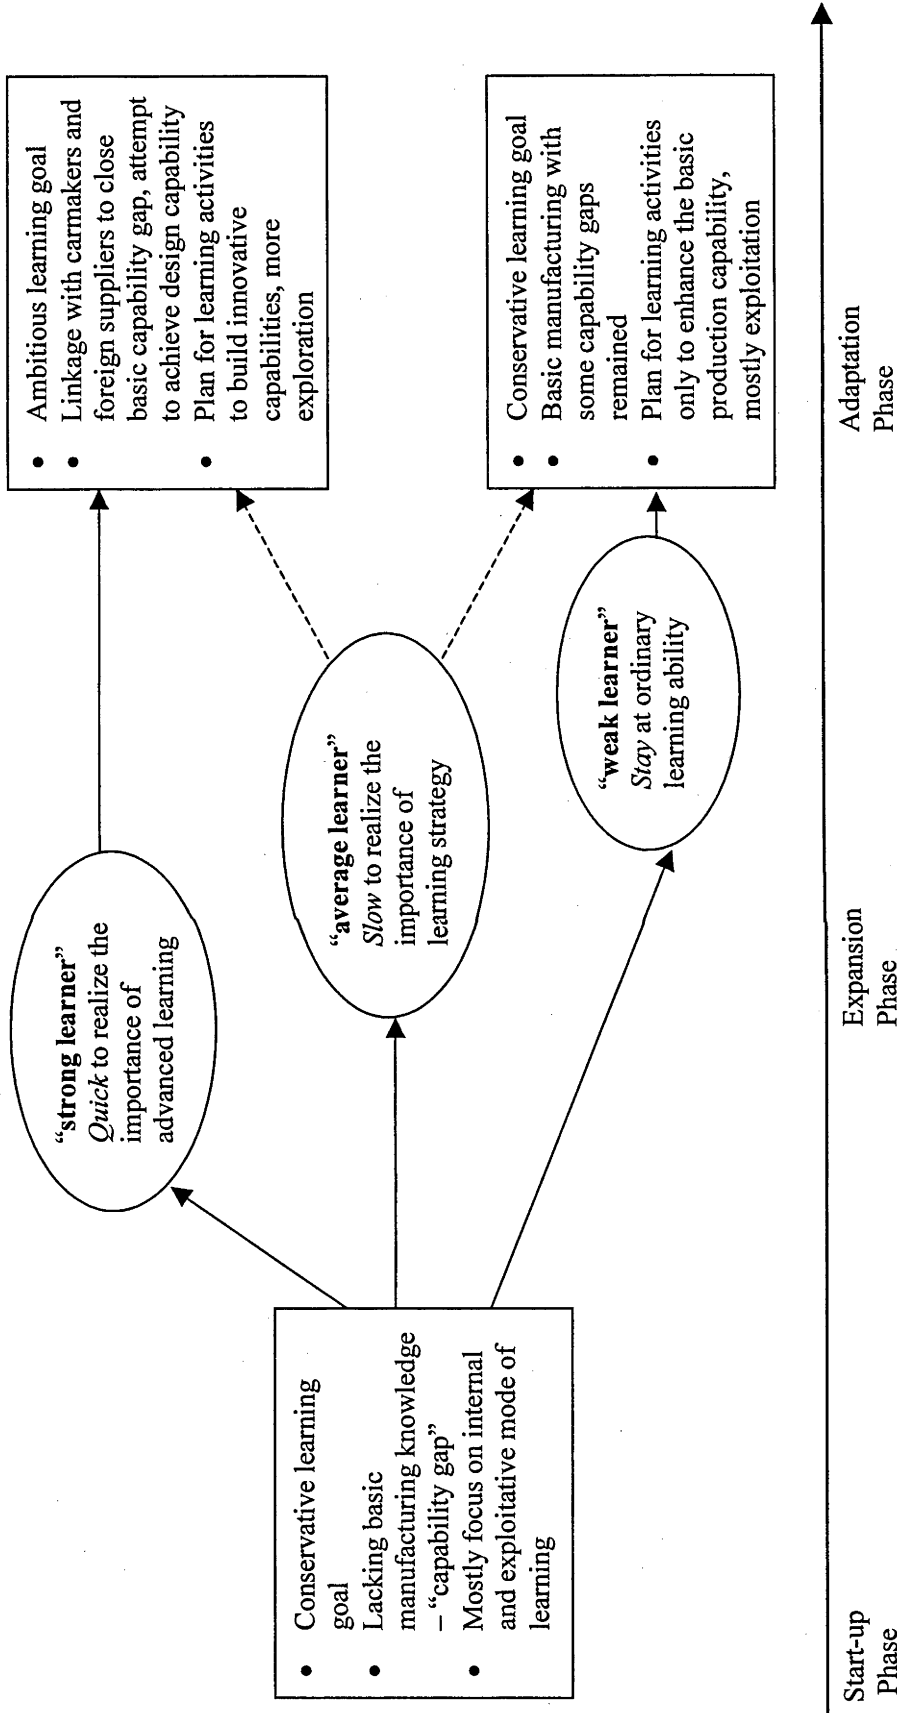 • Conservative learning
goal
• Lacking basic
manufacturing knowledge
– “capability gap”
• Mostly focus on internal
and exploitative mode of
learning
“strong learner”
Quick to realize the
importance of
advanced learning
“average learner”
Slow to realize the
importance of
learning strategy
“weak learner”
Stay at ordinary
learning ability
• Ambitious learning goal
• Linkage with carmakers and
foreign suppliers to close
basic capability gap, attempt
to achieve design capability
• Plan for learning activities
to build innovative
capabilities, more
exploration
• Conservative learning goal
• Basic manufacturing with
some capability gaps
remained
• Plan for learning activities
only to enhance the basic
production capability,
mostly exploitation
Start-up
Phase
Expansion
Phase
Adaptation
Phase